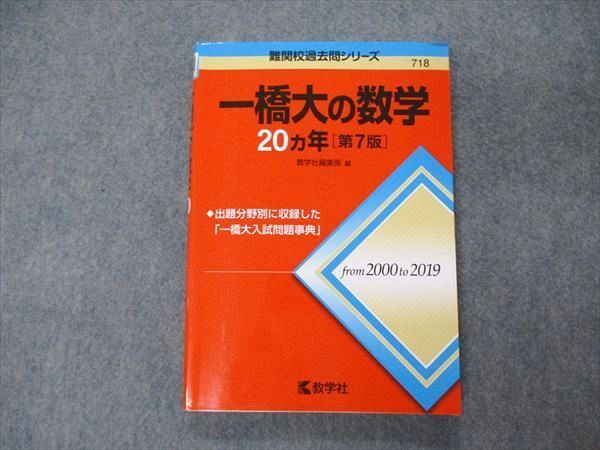 難関校過去問シリーズ
718
一橋大の数学
20カ年[第7版]
教学社編集部 編
◆出題分野別に収録した
「一橋大入試問題事典」
from 2000 to 2019
教学社